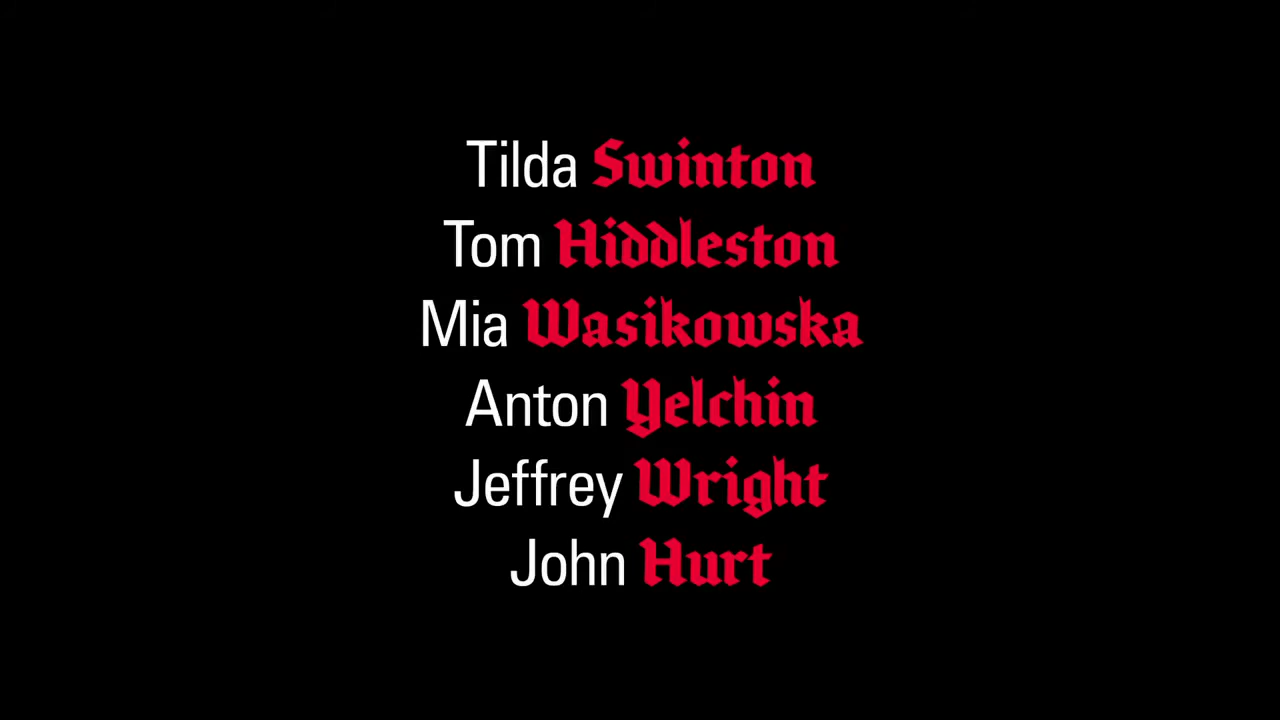 Tilda Swinton
Tom Hiddleston
Mia Wasikowska
Anton Yelchin
Jeffrey Wright
John Hurt